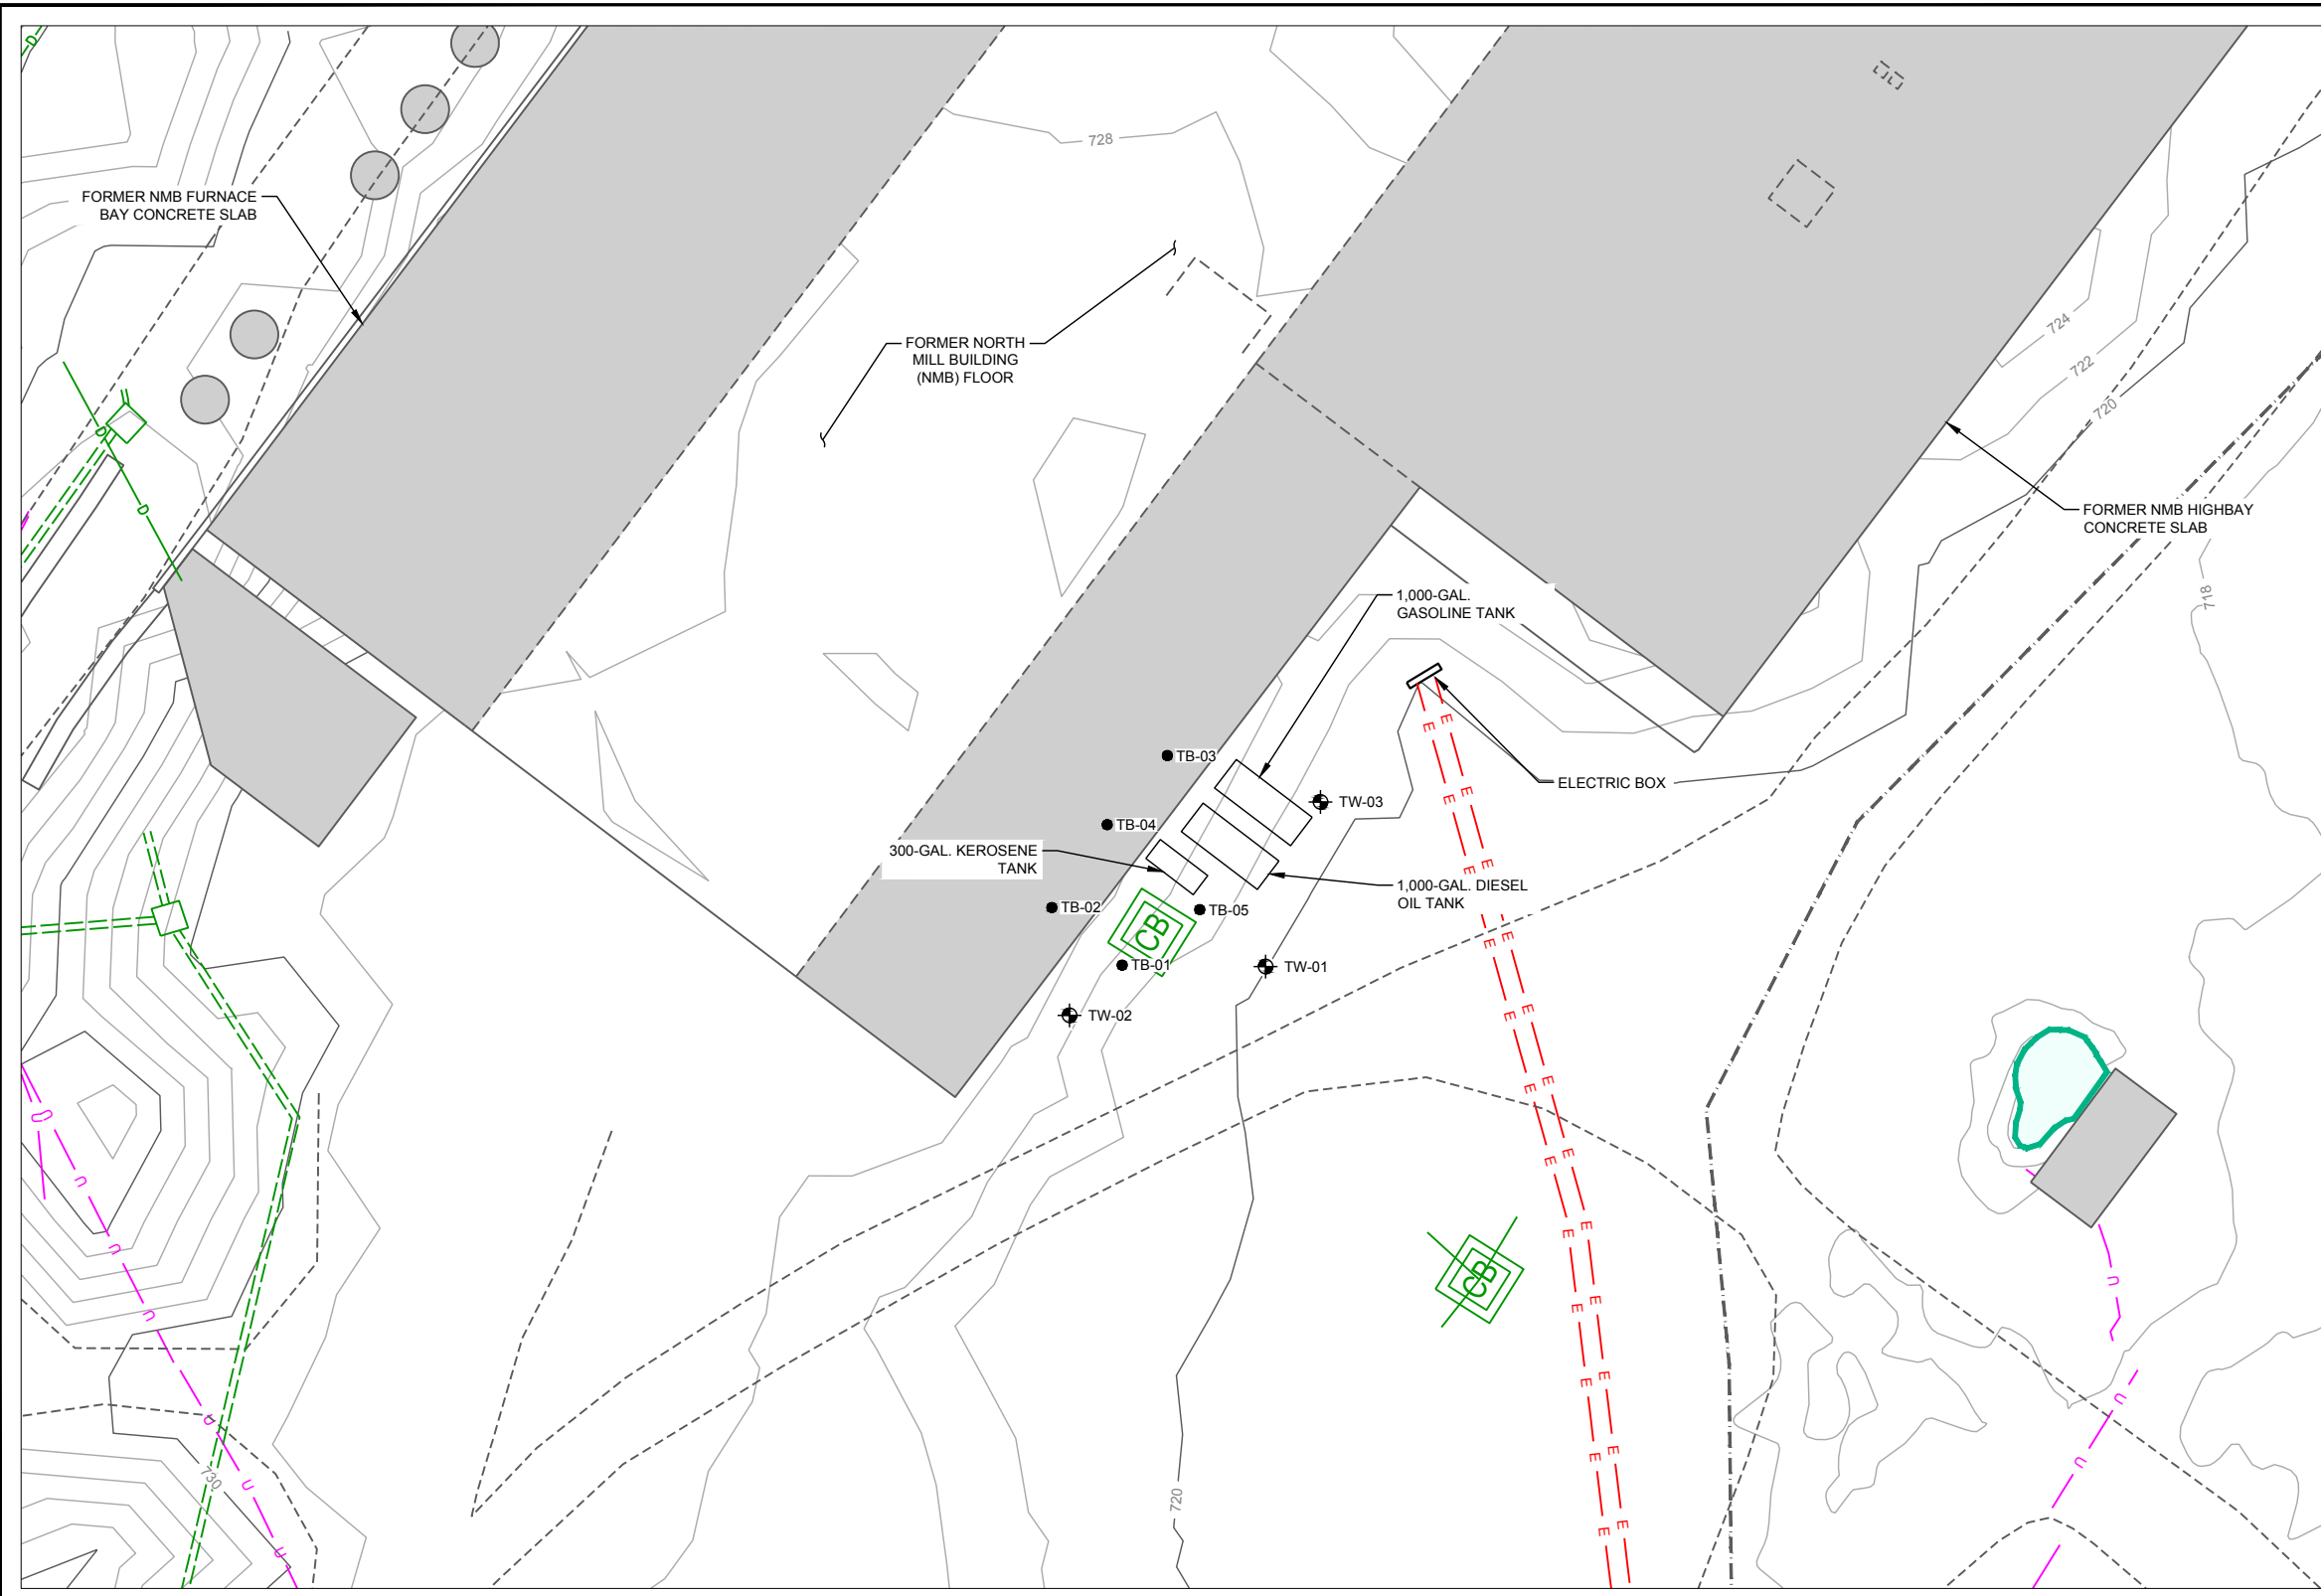 D
728
FORMER NMB FURNACE
BAY CONCRETE SLAB
FORMER NORTH
MILL BUILDING
(NMB) FLOOR
724
722
720
D
D
FORMER NMB HIGHBAY
CONCRETE SLAB
718
1,000-GAL.
GASOLINE TANK
E E
TB-03
ELECTRIC BOX
TW-03
E E
TB-04
300-GAL. KEROSENE
TANK
E E
1,000-GAL. DIESEL
OIL TANK
TB-02
TB-05
CB
E E
TB-01
TW-01
TW-02
E E
E E
U
U
E E
U
E E
U
CB
U
U
E E
E E
U
U
730
U
E E
720
U
E E
U